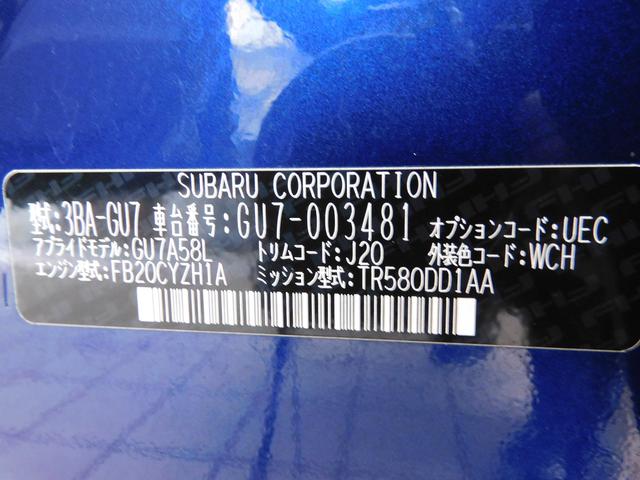 SUBARU CORPORATION
型式:3BA-GU7 車台番号:GU7-003481 オプションコード:UEC
アプライドモデル:GU7A58L トリムコード:J20 外装色コード:WCH
エンジン型式:FB20CYZH1A ミッション型式:TR580DD1AA